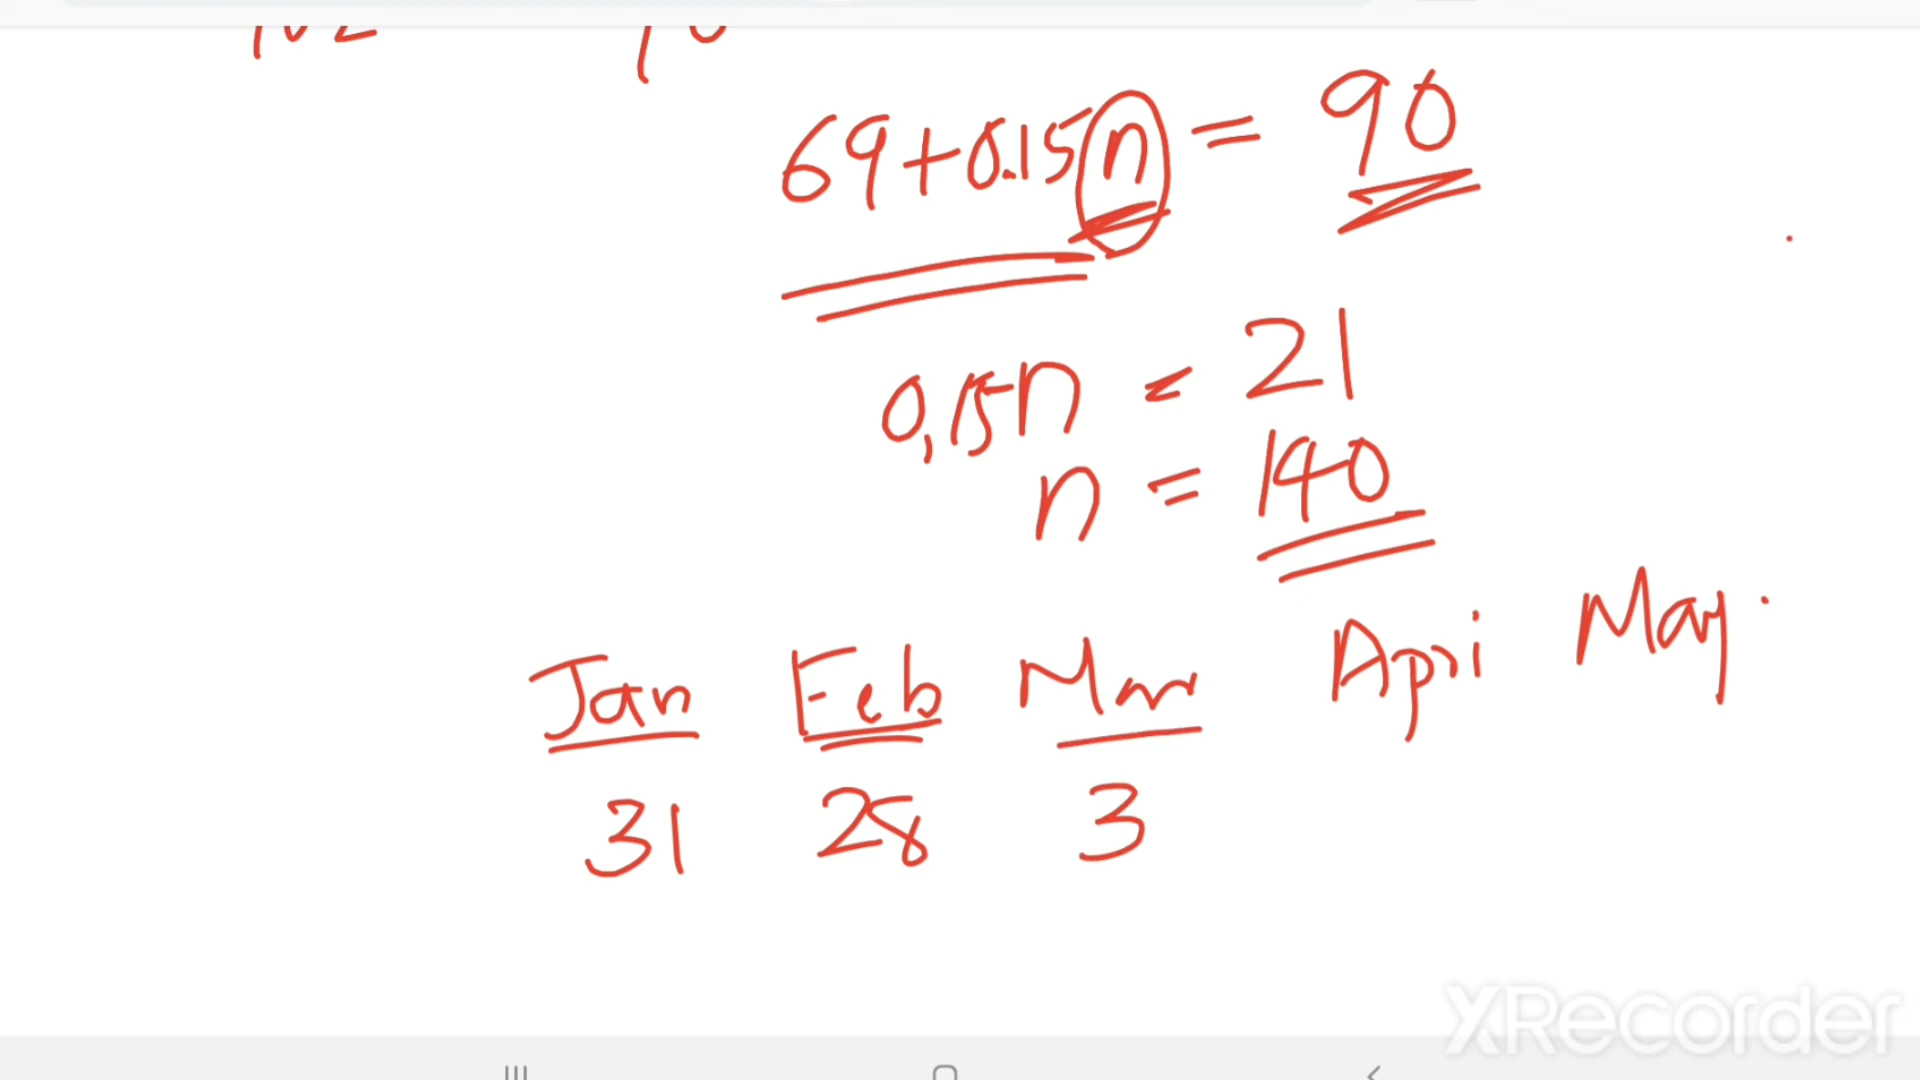 69+0.15n = 90
0.15n = 21
n = 140
Jan Feb Mar Apri May
31 28 3
XRecorder